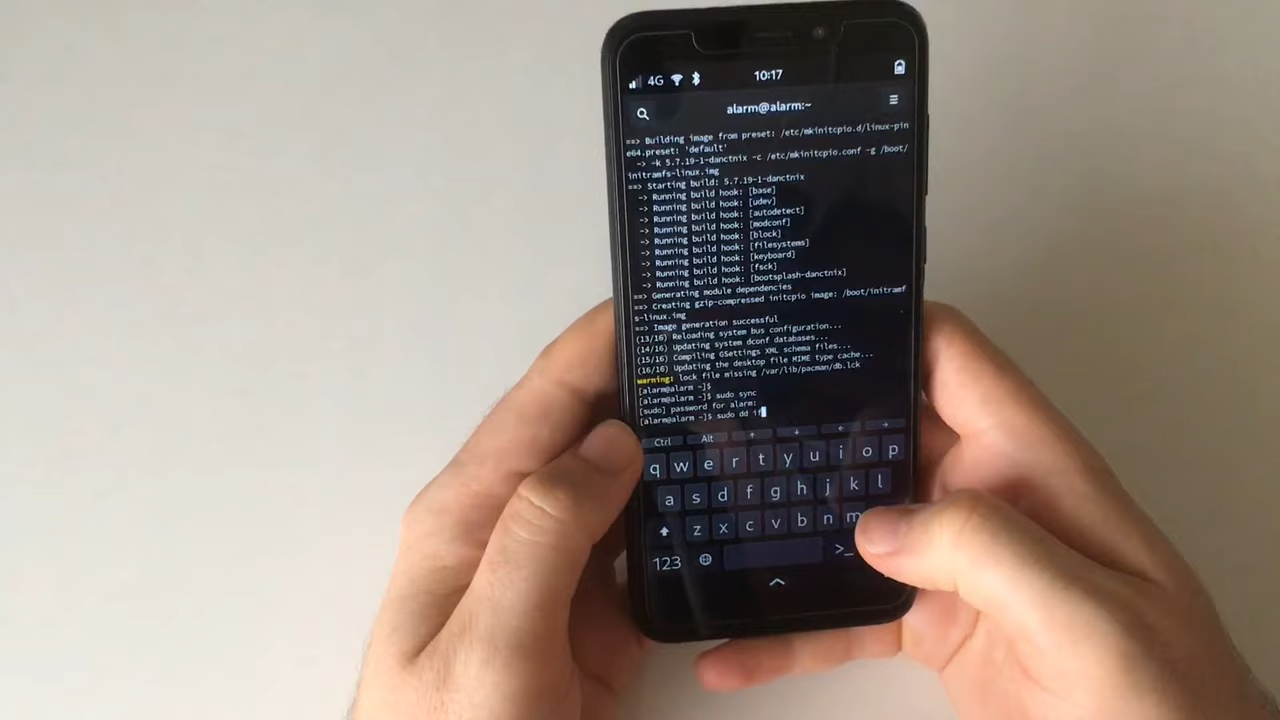 4G 10:17
alarm@alarm:~
==> Building image from preset: /etc/mkinitcpio.d/linux-pin
e64.preset: 'default'
-> -k 5.7.19-1-danctnix -c /etc/mkinitcpio.conf -g /boot/
initramfs-linux.img
==> Starting build: 5.7.19-1-danctnix
-> Running build hook: [base]
-> Running build hook: [udev]
-> Running build hook: [autodetect]
-> Running build hook: [modconf]
-> Running build hook: [block]
-> Running build hook: [filesystems]
-> Running build hook: [keyboard]
-> Running build hook: [fsck]
-> Running build hook: [bootsplash-danctnix]
==> Generating module dependencies
==> Creating gzip-compressed initcpio image: /boot/initramf
s-linux.img
==> Image generation successful
(13/16) Reloading system bus configuration...
(14/16) Updating system dconf databases...
(15/16) Compiling GSettings XML schema files...
(16/16) Updating the desktop file MIME type cache...
warning: lock file missing /var/lib/pacman/db.lck
[alarm@alarm ~]$
[alarm@alarm ~]$ sudo sync
[sudo] password for alarm:
[alarm@alarm ~]$ sudo dd if
Ctrl Alt ↑ ↓ ← →
q w e r t y u i o p
a s d f g h j k l
z x c v b n m
123 >_